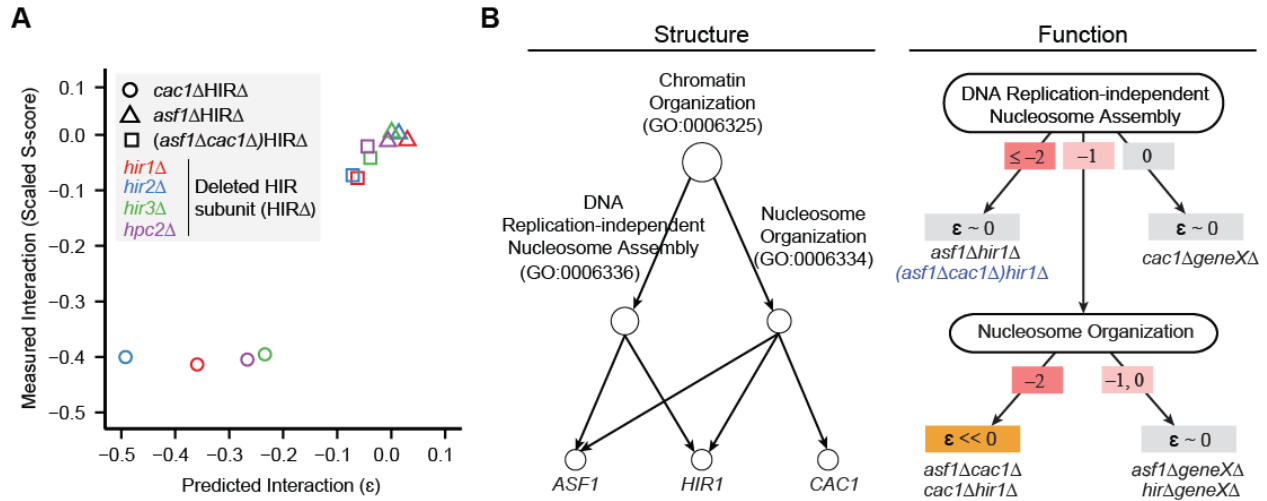 A
Measured Interaction (Scaled S-score)
0.1
0.0
−0.1
−0.2
−0.3
−0.4
−0.5
cac1ΔHIRΔ
asf1ΔHIRΔ
(asf1Δcac1Δ)HIRΔ
hir1Δ
hir2Δ
hir3Δ
hpc2Δ
Deleted HIR
subunit (HIRΔ)
−0.5 −0.4 −0.3 −0.2 −0.1 0.0 0.1
Predicted Interaction (ε)
B
Structure
Chromatin
Organization
(GO:0006325)
DNA
Replication-independent
Nucleosome Assembly
(GO:0006336)
Nucleosome
Organization
(GO:0006334)
ASF1 HIR1 CAC1
Function
DNA Replication-independent
Nucleosome Assembly
≤ −2 −1 0
ε ~ 0
asf1Δhir1Δ
(asf1Δcac1Δ)hir1Δ
ε ~ 0
cac1ΔgeneXΔ
Nucleosome Organization
−2 −1, 0
ε << 0
asf1Δcac1Δ
cac1Δhir1Δ
ε ~ 0
asf1ΔgeneXΔ
hirΔgeneXΔ